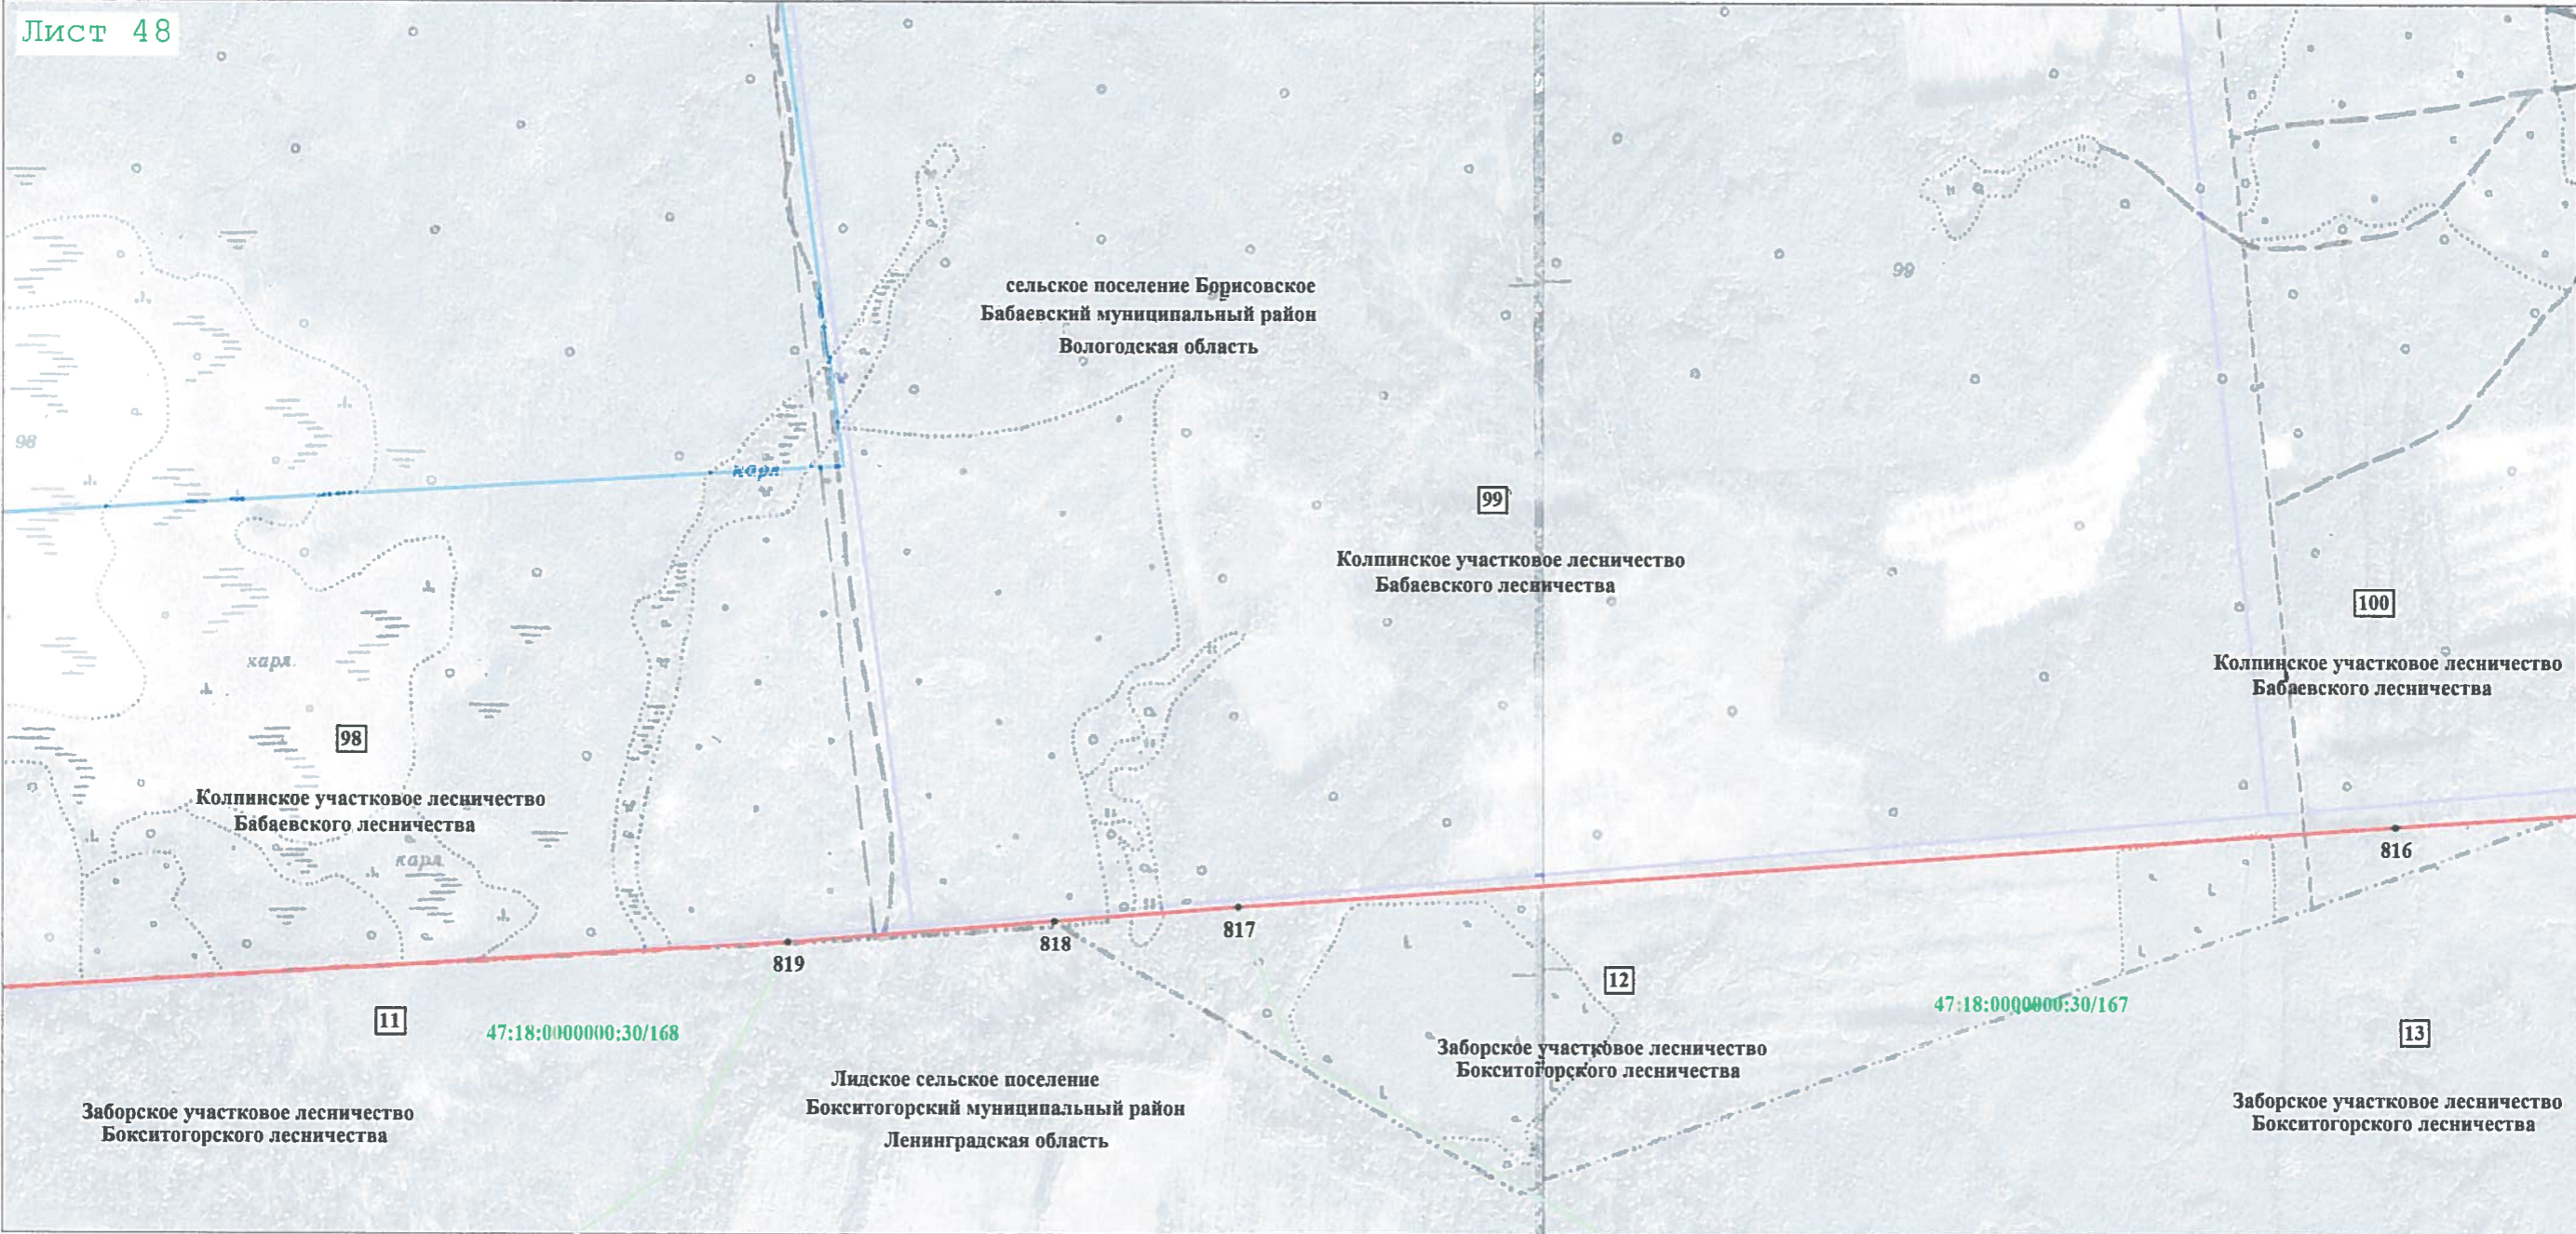 Лист 48
сельское поселение Борисовское
Бабаевский муниципальный район
Вологодская область
99
98
карл
99
Колпинское участковое лесничество
Бабаевского лесничества
100
Колпинское участковое лесничество
Бабаевского лесничества
карл.
98
Колпинское участковое лесничество
Бабаевского лесничества
карл.
816
817
818
819
11
47:18:0000000:30/168
12
47:18:0000000:30/167
13
Заборское участковое лесничество
Бокситогорского лесничества
Лидское сельское поселение
Бокситогорский муниципальный район
Ленинградская область
Заборское участковое лесничество
Бокситогорского лесничества
Заборское участковое лесничество
Бокситогорского лесничества